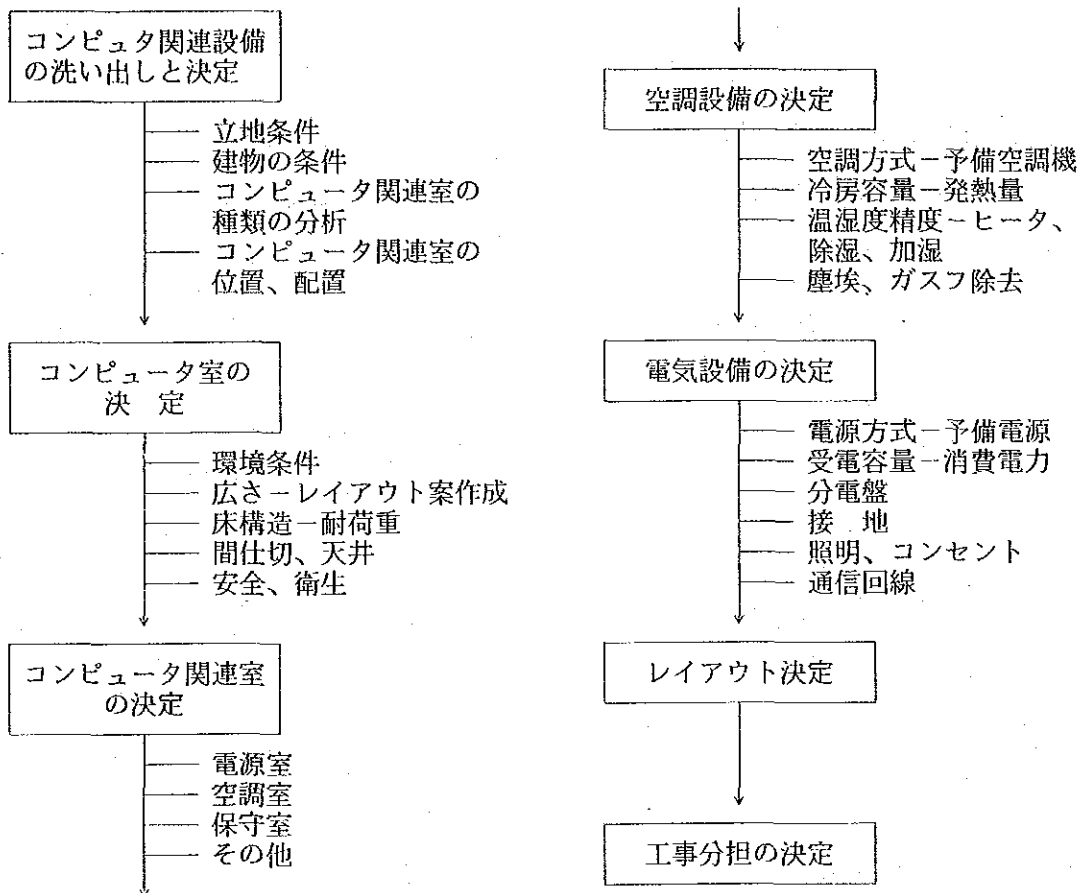 コンピュタ関連設備
の洗い出しと決定
立地条件
建物の条件
コンピュータ関連室の
種類の分析
コンピュータ関連室の
位置、配置
コンピュータ室の
決　定
環境条件
広さ－レイアウト案作成
床構造－耐荷重
間仕切、天井
安全、衛生
コンピュータ関連室
の決定
電源室
空調室
保守室
その他
空調設備の決定
空調方式－予備空調機
冷房容量－発熱量
温湿度精度－ヒータ、
除湿、加湿
塵埃、ガスフ除去
電気設備の決定
電源方式－予備電源
受電容量－消費電力
分電盤
接　地
照明、コンセント
通信回線
レイアウト決定
工事分担の決定